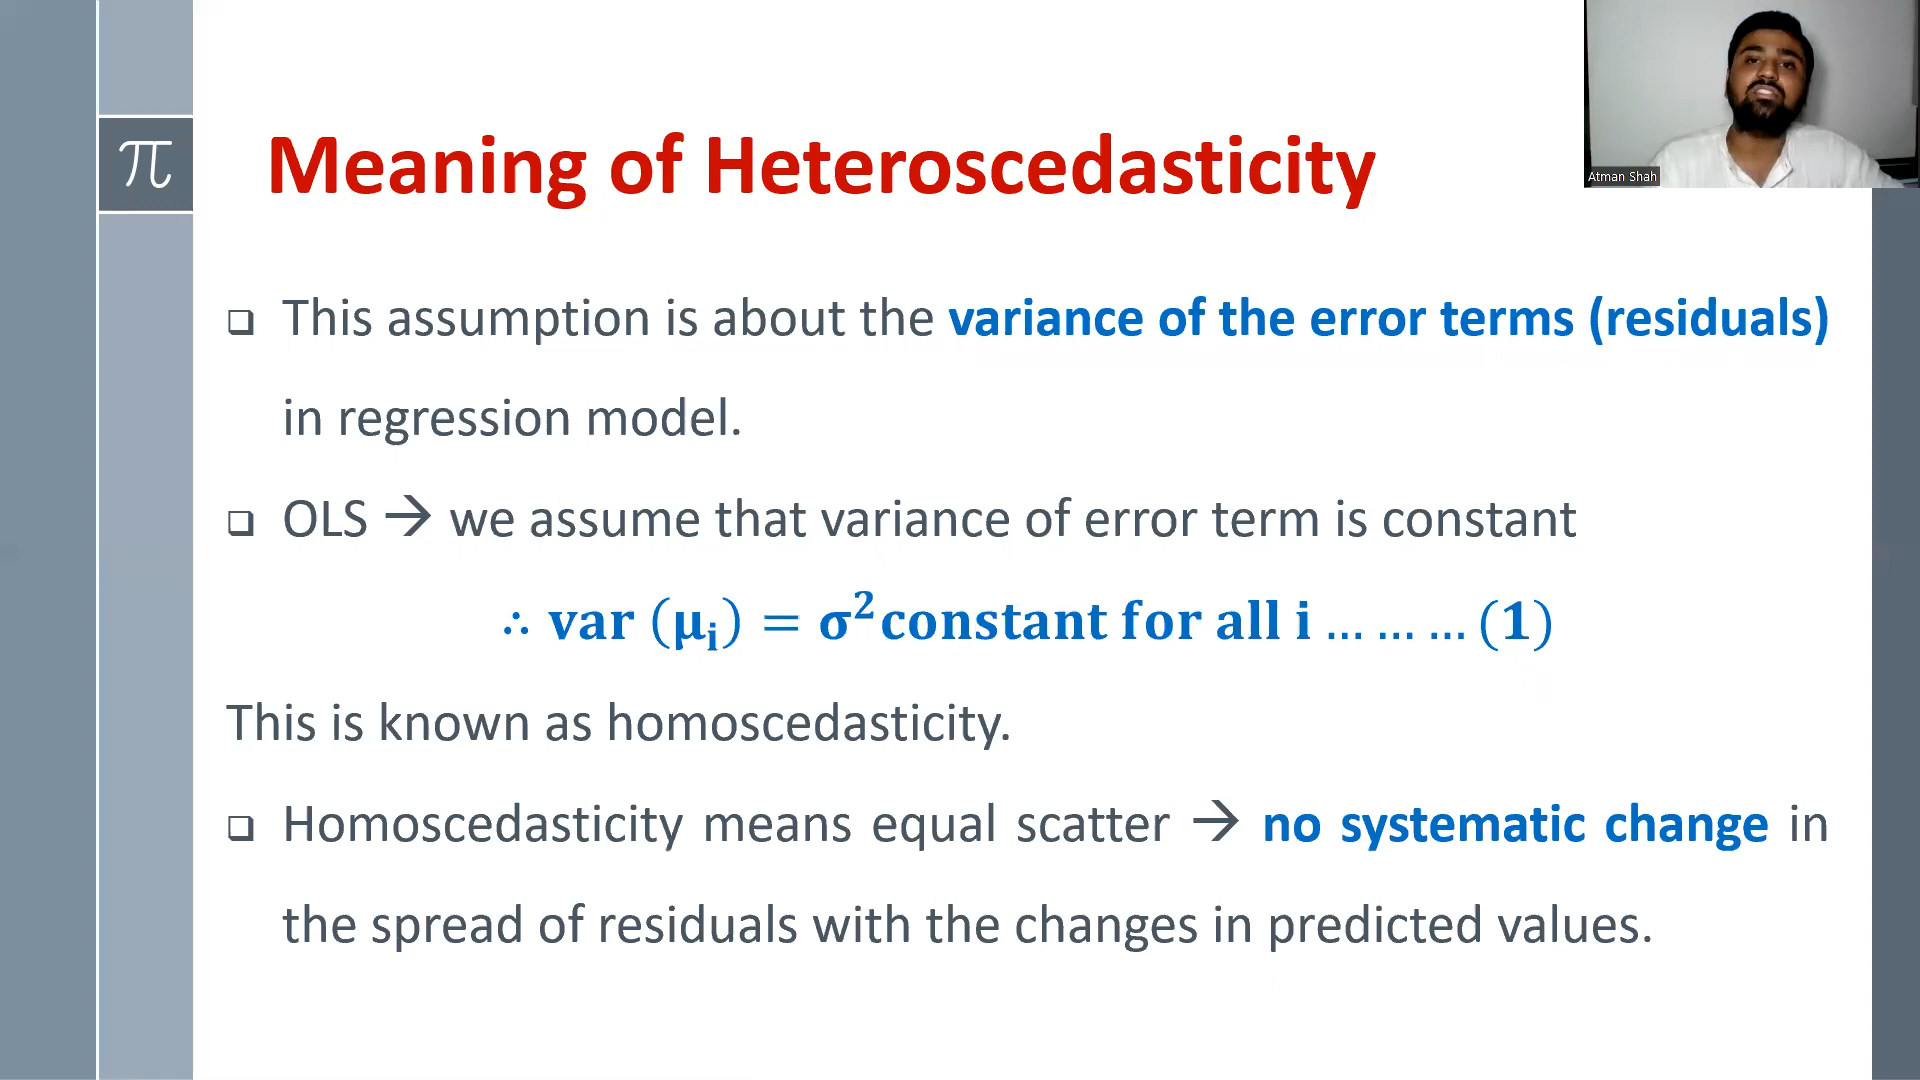 π
Meaning of Heteroscedasticity
Atman Shah
❑ This assumption is about the variance of the error terms (residuals)
in regression model.
❑ OLS → we assume that variance of error term is constant
∴ var (μᵢ) = σ² constant for all i … … … (1)
This is known as homoscedasticity.
❑ Homoscedasticity means equal scatter → no systematic change in
the spread of residuals with the changes in predicted values.